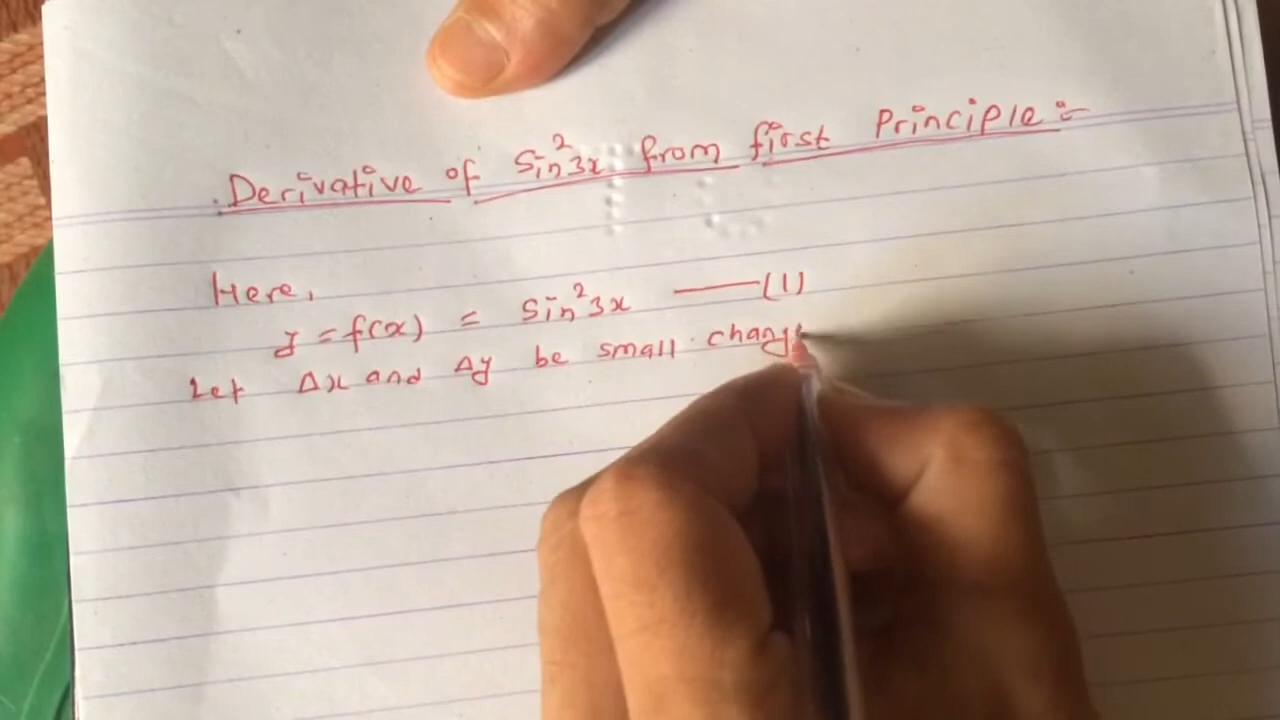 Derivative of sin²3x from first Principle :-
Here,
y = f(x) = sin²3x —— (1)
Let Δx and Δy be small chang